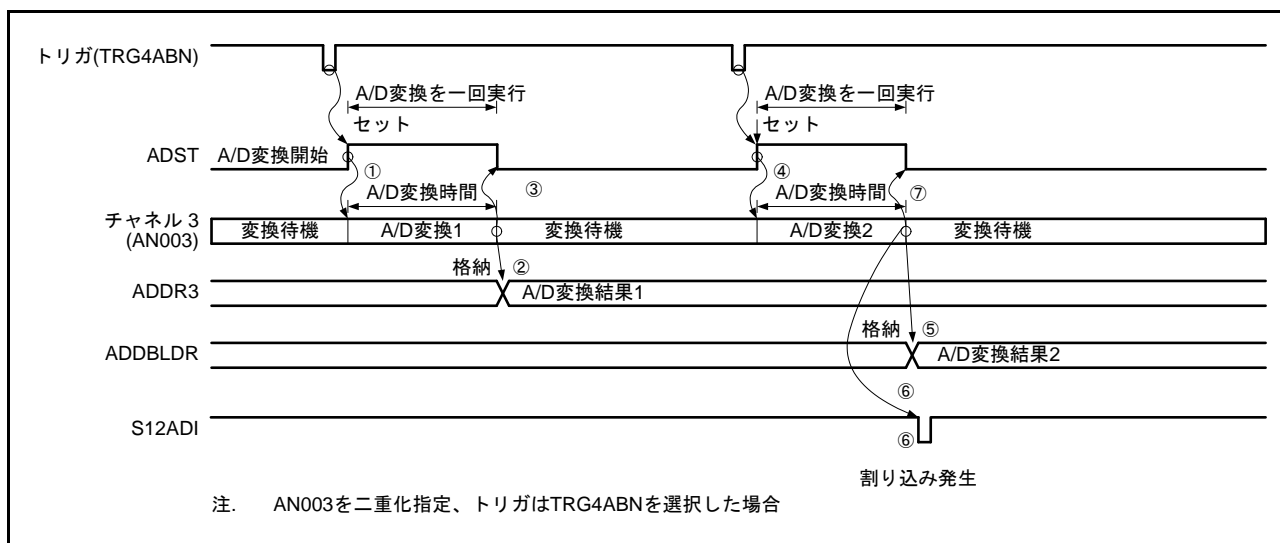 トリガ(TRG4ABN)
A/D変換を一回実行
A/D変換を一回実行
セット
セット
ADST
A/D変換開始
①
③
④
⑦
A/D変換時間
A/D変換時間
チャネル 3
(AN003)
変換待機
A/D変換1
変換待機
A/D変換2
変換待機
格納
②
ADDR3
A/D変換結果1
格納
⑤
ADDBLDR
A/D変換結果2
⑥
S12ADI
⑥
割り込み発生
注. AN003を二重化指定、トリガはTRG4ABNを選択した場合